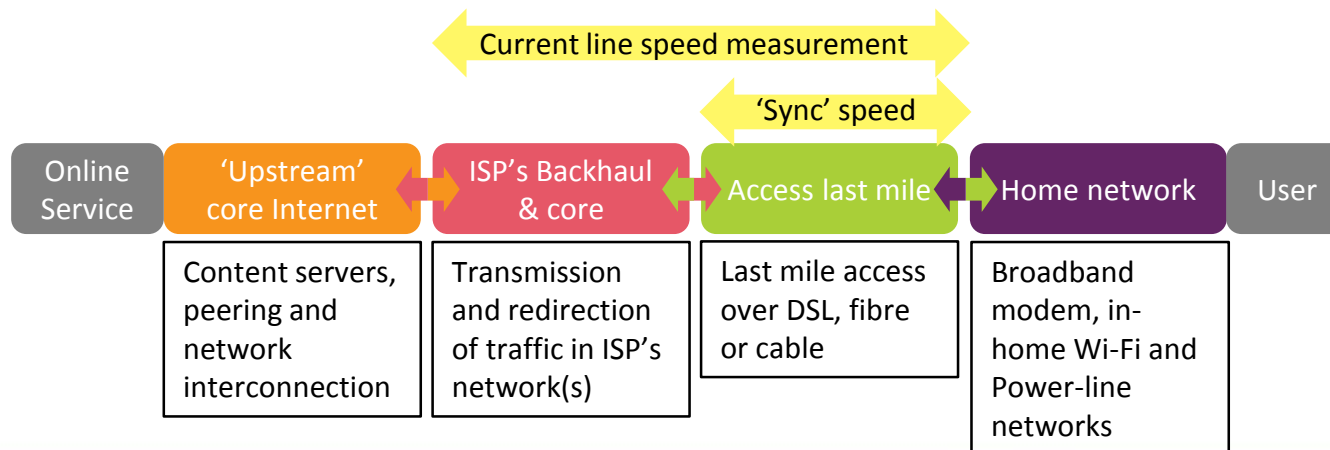 Current line speed measurement
‘Sync’ speed
Online
Service
‘Upstream’
core Internet
ISP’s Backhaul
& core
Access last mile
Home network
User
Content servers,
peering and
network
interconnection
Transmission
and redirection
of traffic in ISP’s
network(s)
Last mile access
over DSL, fibre
or cable
Broadband
modem, in-
home Wi-Fi and
Power-line
networks